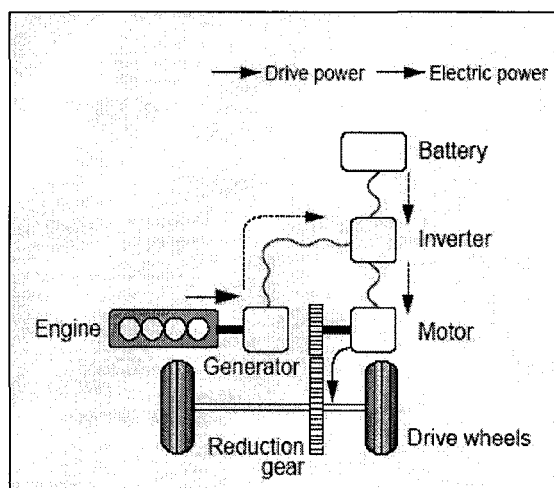 Drive power Electric power
Battery
Inverter
Engine
Motor
Generator
Reduction
gear
Drive wheels